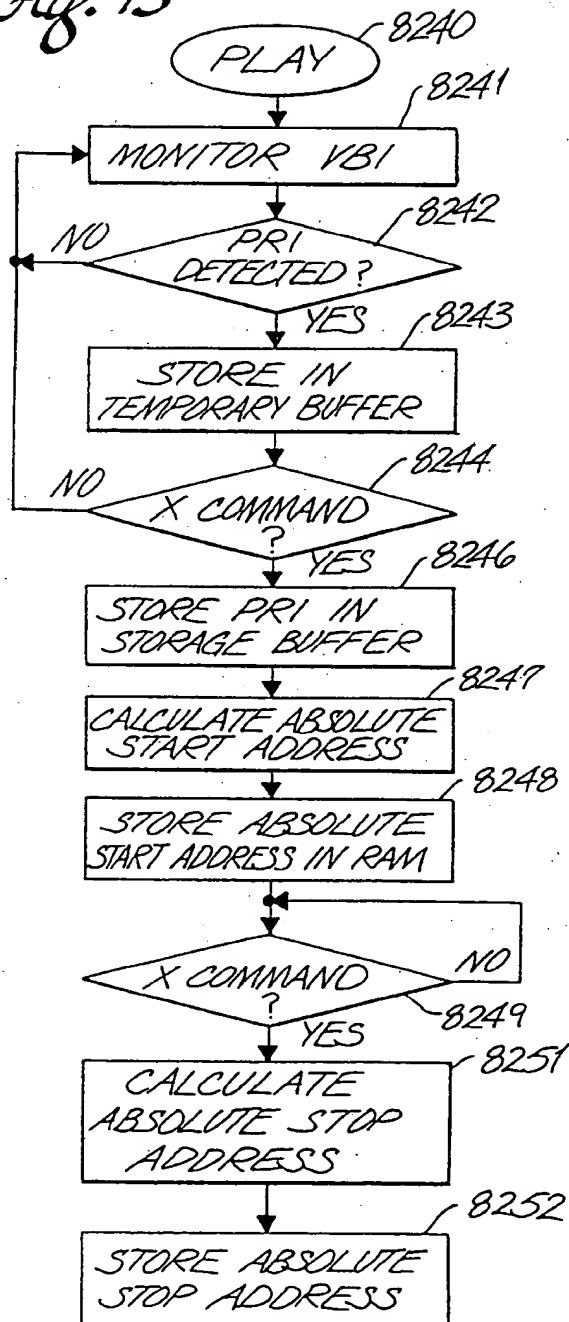 Fig. 13
8240
PLAY
8241
MONITOR VBI
8242
NO
PRI
DETECTED?
YES
8243
STORE IN
TEMPORARY BUFFER
8244
NO
X COMMAND
?
YES
8246
STORE PRI IN
STORAGE BUFFER
8247
CALCULATE ABSOLUTE
START ADDRESS
8248
STORE ABSOLUTE
START ADDRESS IN RAM
X COMMAND
?
NO
8249
YES
8251
CALCULATE
ABSOLUTE STOP
ADDRESS
8252
STORE ABSOLUTE
STOP ADDRESS